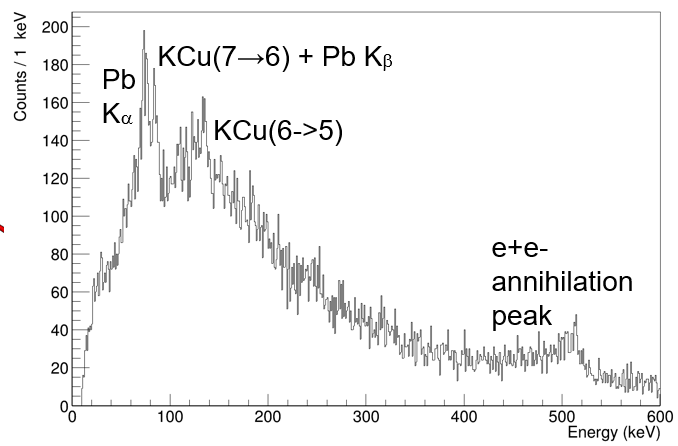 Counts / 1 keV
200
180
160
140
120
100
80
60
40
20
0
KCu(7→6) + Pb Kβ
Pb
Kα
KCu(6->5)
e+e-
annihilation
peak
0 100 200 300 400 500 600
Energy (keV)